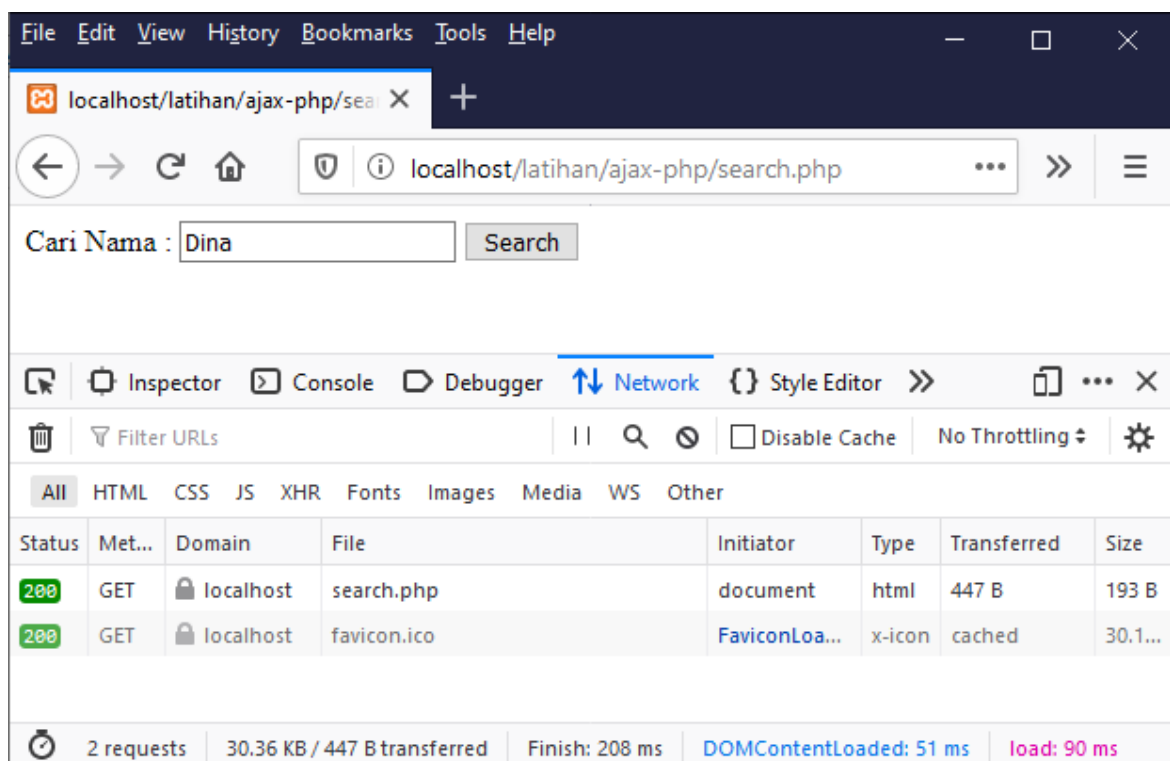 File Edit View History Bookmarks Tools Help
localhost/latihan/ajax-php/sea
localhost/latihan/ajax-php/search.php
Cari Nama : Dina Search
Inspector Console Debugger Network Style Editor
Filter URLs Disable Cache No Throttling
All HTML CSS JS XHR Fonts Images Media WS Other
Status Met... Domain File Initiator Type Transferred Size
200 GET localhost search.php document html 447 B 193 B
200 GET localhost favicon.ico FaviconLoa... x-icon cached 30.1...
2 requests 30.36 KB / 447 B transferred Finish: 208 ms DOMContentLoaded: 51 ms load: 90 ms